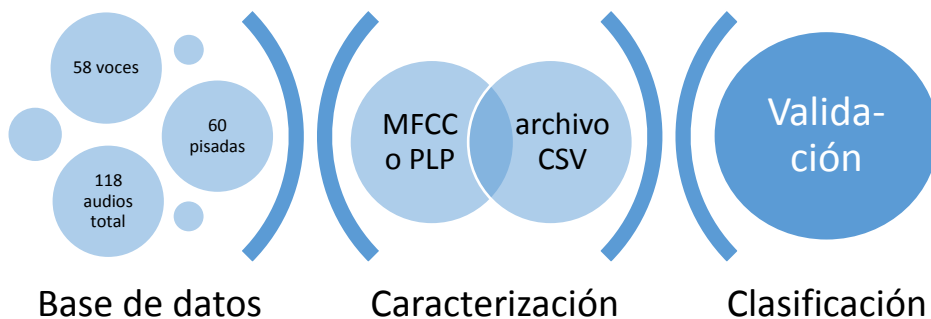 58 voces
60
pisadas
118
audios
total
MFCC
o PLP
archivo
CSV
Valida-
ción
Base de datos
Caracterización
Clasificación